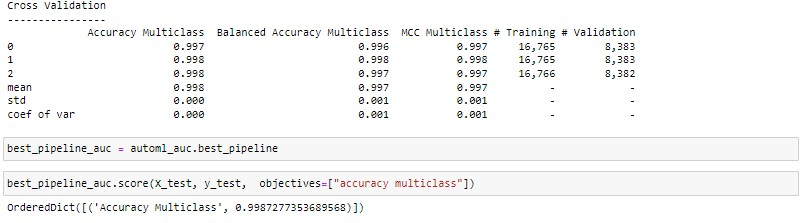 Cross Validation
----------------
Accuracy Multiclass Balanced Accuracy Multiclass MCC Multiclass # Training # Validation
0 0.997 0.996 0.997 16,765 8,383
1 0.998 0.998 0.998 16,765 8,383
2 0.998 0.997 0.997 16,766 8,382
mean 0.998 0.997 0.997 - -
std 0.000 0.001 0.001 - -
coef of var 0.000 0.001 0.001 - -
best_pipeline_auc = automl_auc.best_pipeline
best_pipeline_auc.score(X_test, y_test, objectives=["accuracy multiclass"])
OrderedDict([('Accuracy Multiclass', 0.9987277353689568)])